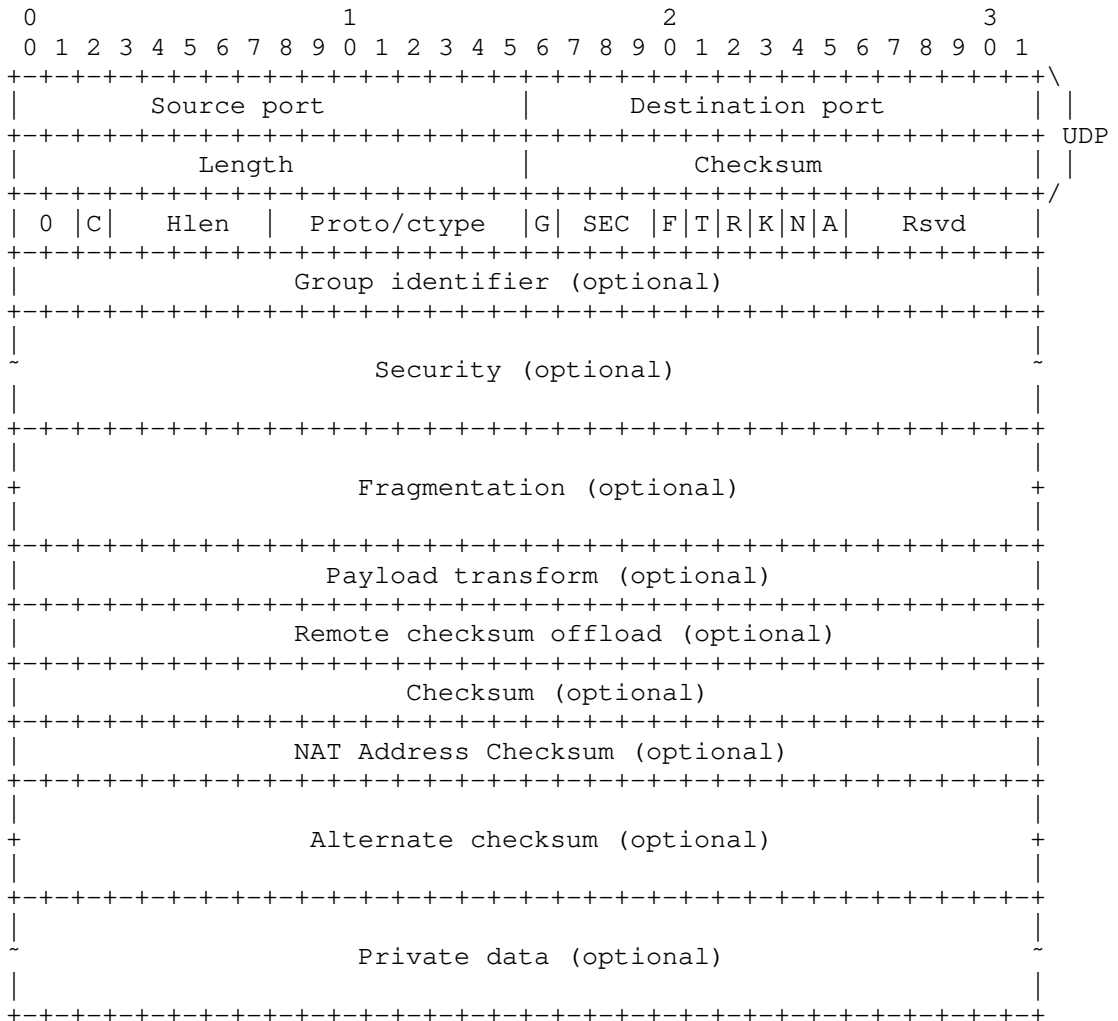 0                   1                   2                   3
 0 1 2 3 4 5 6 7 8 9 0 1 2 3 4 5 6 7 8 9 0 1 2 3 4 5 6 7 8 9 0 1
+-+-+-+-+-+-+-+-+-+-+-+-+-+-+-+-+-+-+-+-+-+-+-+-+-+-+-+-+-+-+-+-+\
|        Source port            |      Destination port         | |
+-+-+-+-+-+-+-+-+-+-+-+-+-+-+-+-+-+-+-+-+-+-+-+-+-+-+-+-+-+-+-+-+ UDP
|           Length              |          Checksum             | |
+-+-+-+-+-+-+-+-+-+-+-+-+-+-+-+-+-+-+-+-+-+-+-+-+-+-+-+-+-+-+-+-+/
| 0 |C|   Hlen  |  Proto/ctype  |G| SEC |F|T|R|K|N|A|   Rsvd    |
+-+-+-+-+-+-+-+-+-+-+-+-+-+-+-+-+-+-+-+-+-+-+-+-+-+-+-+-+-+-+-+-+
|                 Group identifier (optional)                   |
+-+-+-+-+-+-+-+-+-+-+-+-+-+-+-+-+-+-+-+-+-+-+-+-+-+-+-+-+-+-+-+-+
|                                                               |
~                      Security (optional)                      ~
|                                                               |
+-+-+-+-+-+-+-+-+-+-+-+-+-+-+-+-+-+-+-+-+-+-+-+-+-+-+-+-+-+-+-+-+
|                                                               |
+                     Fragmentation (optional)                  +
|                                                               |
+-+-+-+-+-+-+-+-+-+-+-+-+-+-+-+-+-+-+-+-+-+-+-+-+-+-+-+-+-+-+-+-+
|                   Payload transform (optional)                |
+-+-+-+-+-+-+-+-+-+-+-+-+-+-+-+-+-+-+-+-+-+-+-+-+-+-+-+-+-+-+-+-+
|                 Remote checksum offload (optional)            |
+-+-+-+-+-+-+-+-+-+-+-+-+-+-+-+-+-+-+-+-+-+-+-+-+-+-+-+-+-+-+-+-+
|                        Checksum (optional)                    |
+-+-+-+-+-+-+-+-+-+-+-+-+-+-+-+-+-+-+-+-+-+-+-+-+-+-+-+-+-+-+-+-+
|                 NAT Address Checksum (optional)               |
+-+-+-+-+-+-+-+-+-+-+-+-+-+-+-+-+-+-+-+-+-+-+-+-+-+-+-+-+-+-+-+-+
|                                                               |
+                  Alternate checksum (optional)                +
|                                                               |
+-+-+-+-+-+-+-+-+-+-+-+-+-+-+-+-+-+-+-+-+-+-+-+-+-+-+-+-+-+-+-+-+
|                                                               |
~                     Private data (optional)                   ~
|                                                               |
+-+-+-+-+-+-+-+-+-+-+-+-+-+-+-+-+-+-+-+-+-+-+-+-+-+-+-+-+-+-+-+-+